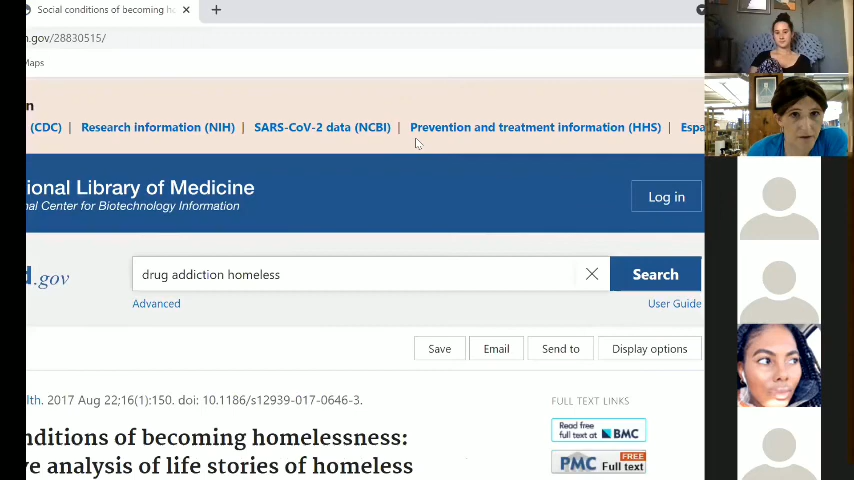 Social conditions of becoming ho
n.gov/28830515/
Maps
n
(CDC) | Research information (NIH) | SARS-CoV-2 data (NCBI) | Prevention and treatment information (HHS) | Espa
ional Library of Medicine
nal Center for Biotechnology Information
Log in
d.gov
drug addiction homeless
Search
Advanced
User Guide
Save
Email
Send to
Display options
lth. 2017 Aug 22;16(1):150. doi: 10.1186/s12939-017-0646-3.
FULL TEXT LINKS
nditions of becoming homelessness:
ve analysis of life stories of homeless
Read free
full text at BMC
PMC FREE
Full text